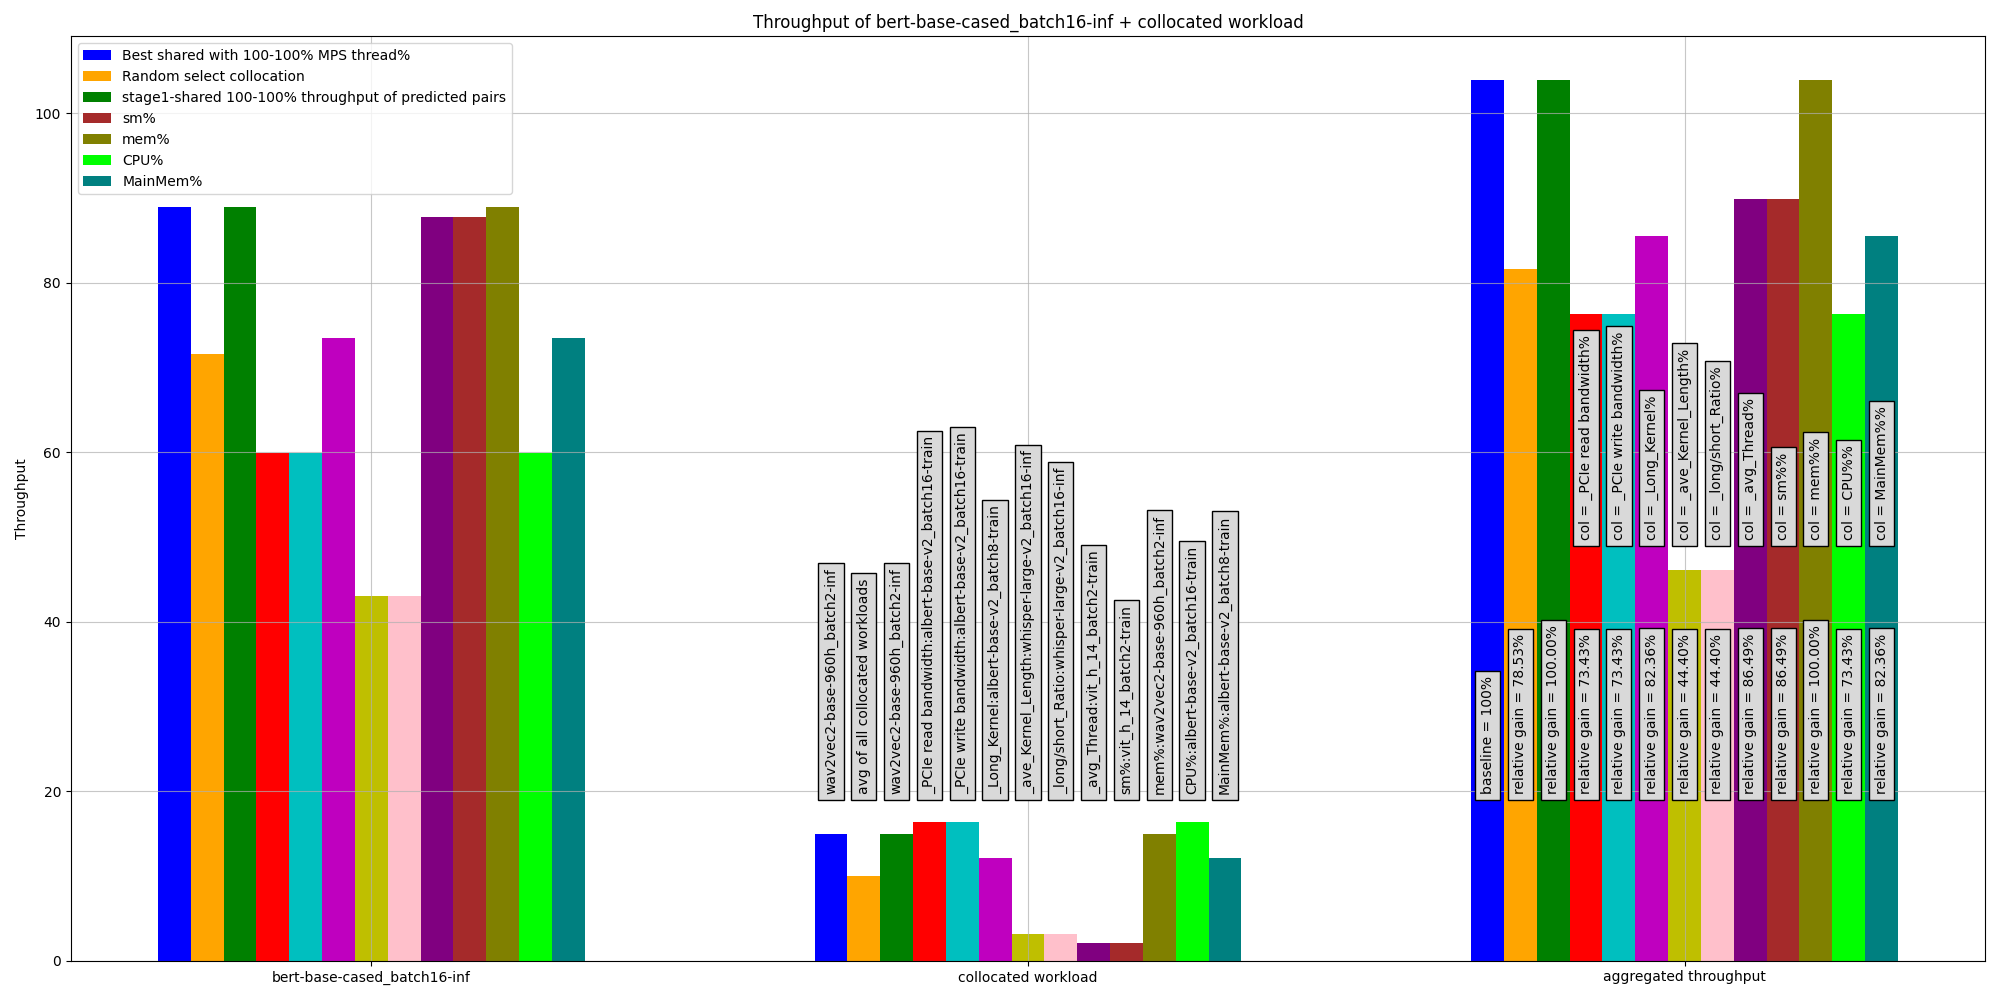 Throughput of bert-base-cased_batch16-inf + collocated workload
Best shared with 100-100% MPS thread%
Random select collocation
stage1-shared 100-100% throughput of predicted pairs
sm%
mem%
CPU%
MainMem%
Throughput
100
80
60
40
20
0
wav2vec2-base-960h_batch2-inf
avg of all collocated workloads
wav2vec2-base-960h_batch2-inf
_PCIe read bandwidth:albert-base-v2_batch16-train
_PCIe write bandwidth:albert-base-v2_batch16-train
_Long_Kernel:albert-base-v2_batch8-train
_ave_Kernel_Length:whisper-large-v2_batch16-inf
_long/short_Ratio:whisper-large-v2_batch16-inf
_avg_Thread:vit_h_14_batch2-train
sm%:vit_h_14_batch2-train
mem%:wav2vec2-base-960h_batch2-inf
CPU%:albert-base-v2_batch16-train
MainMem%:albert-base-v2_batch8-train
col = _PCIe read bandwidth%
col = _PCIe write bandwidth%
col = _Long_Kernel%
col = _ave_Kernel_Length%
col = _long/short_Ratio%
col = _avg_Thread%
col = sm%%
col = mem%%
col = CPU%%
col = MainMem%%
baseline = 100%
relative gain = 78.53%
relative gain = 100.00%
relative gain = 73.43%
relative gain = 73.43%
relative gain = 82.36%
relative gain = 44.40%
relative gain = 44.40%
relative gain = 86.49%
relative gain = 86.49%
relative gain = 100.00%
relative gain = 73.43%
relative gain = 82.36%
bert-base-cased_batch16-inf
collocated workload
aggregated throughput